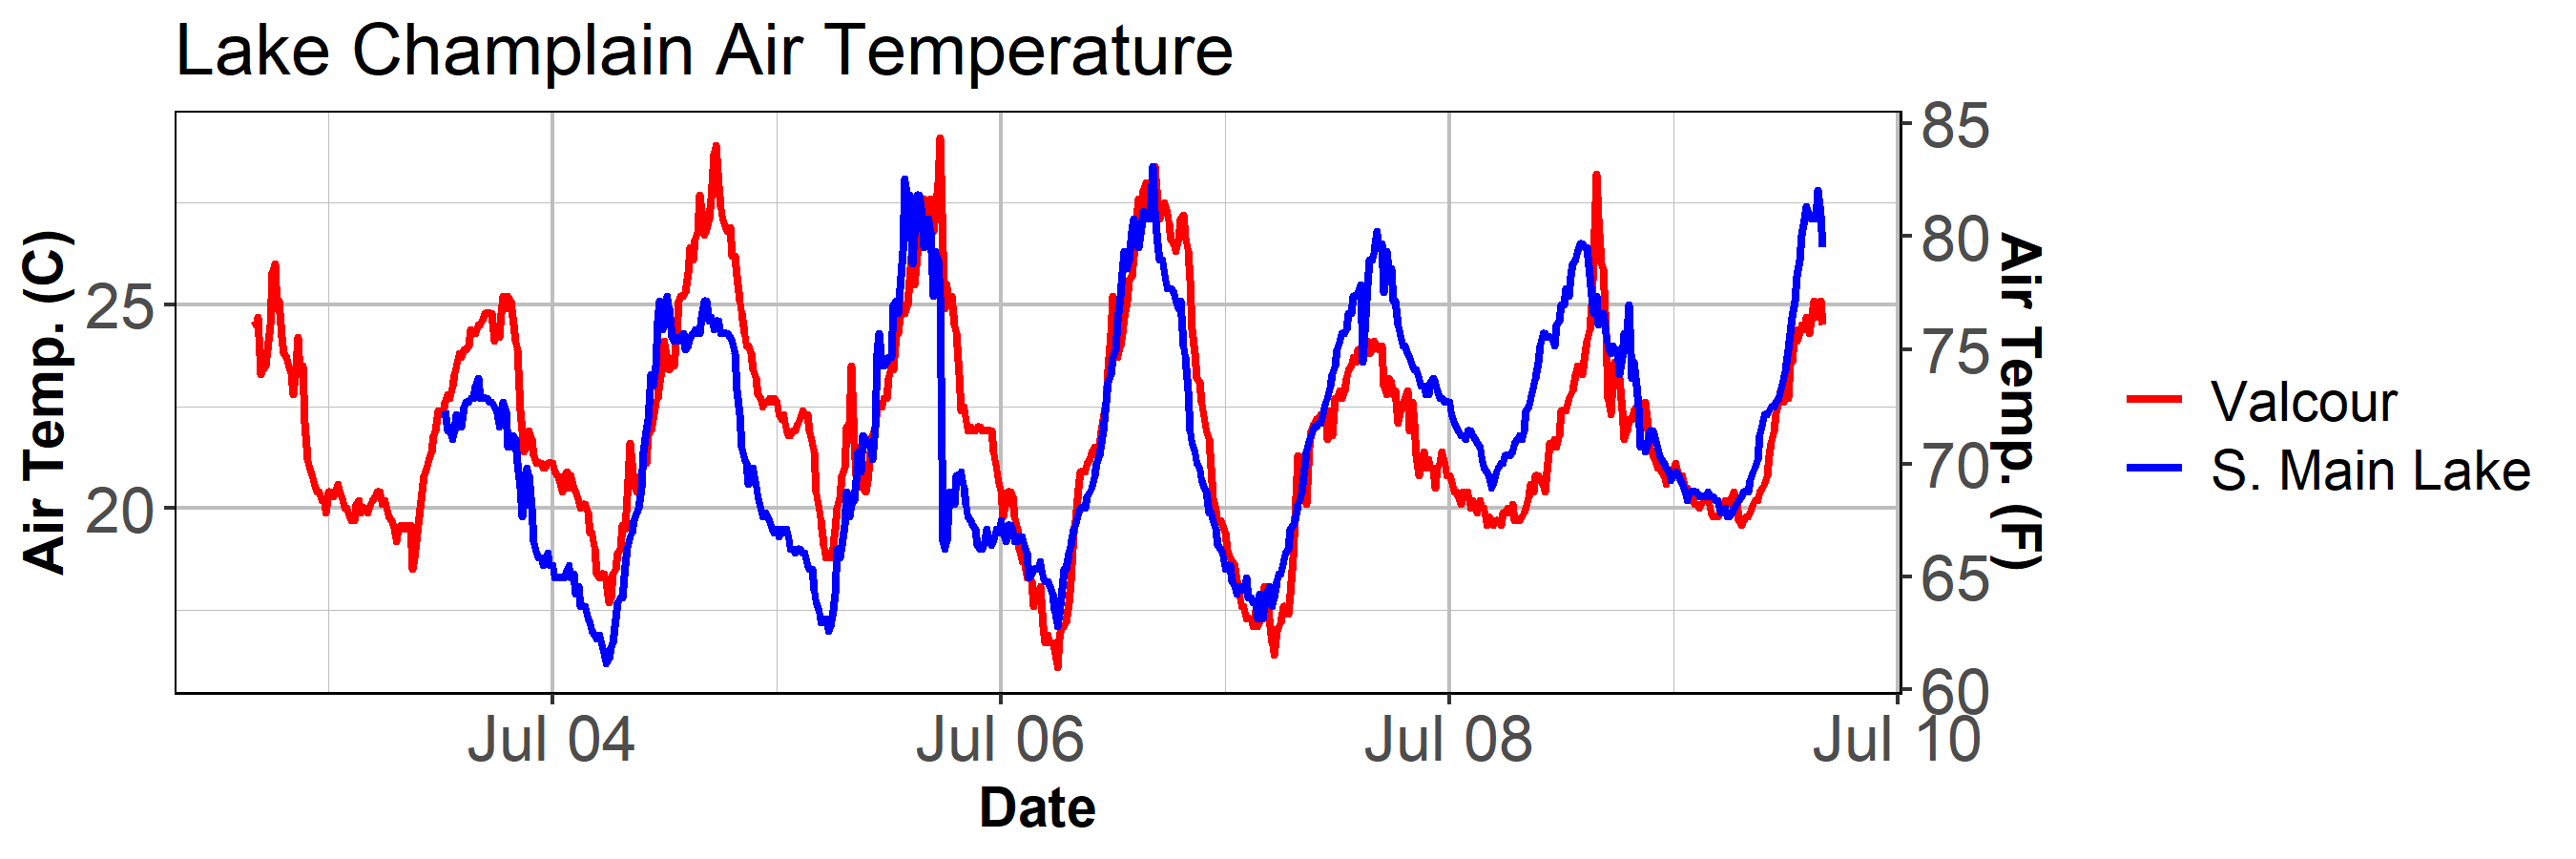 Lake Champlain Air Temperature
Air Temp. (C)
25
20
85
80
75
70
65
60
Air Temp. (F)
Jul 04
Jul 06
Jul 08
Jul 10
Date
Valcour
S. Main Lake